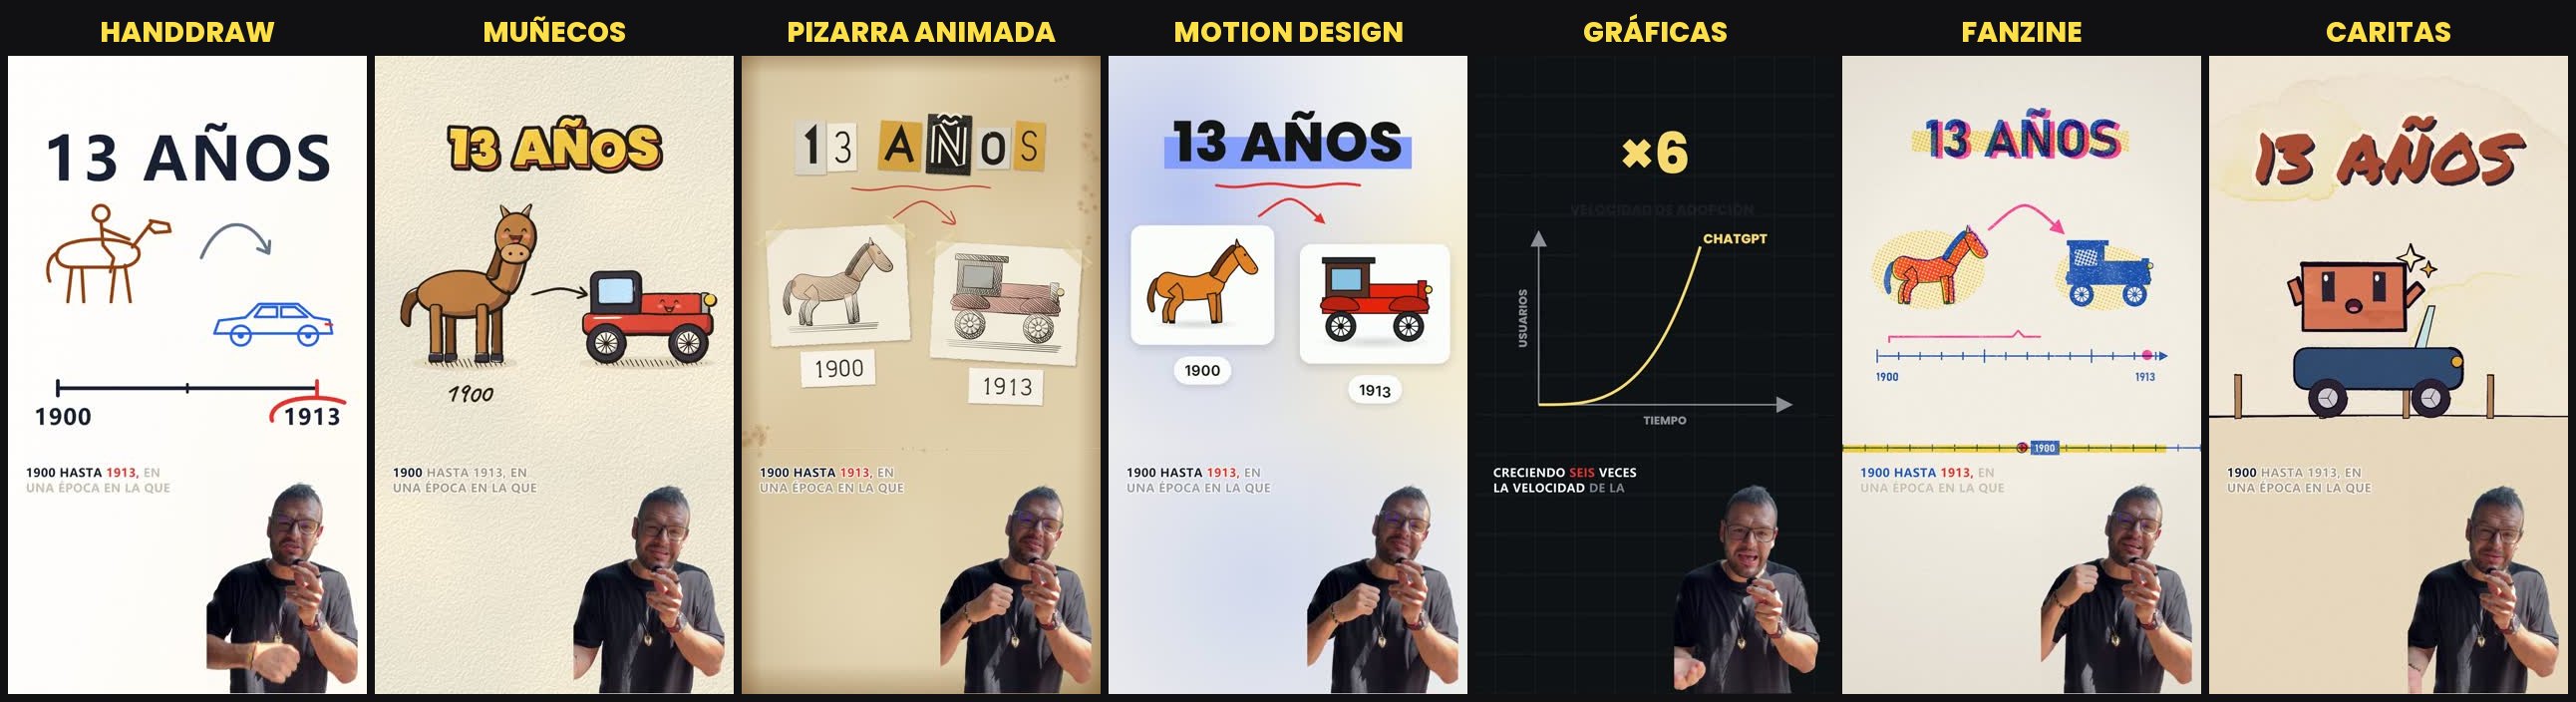 HANDDRAW
13 AÑOS
1900
1913
1900 HASTA 1913, EN
UNA ÉPOCA EN LA QUE
MUÑECOS
13 AÑOS
1900
1900 HASTA 1913, EN
UNA ÉPOCA EN LA QUE
PIZARRA ANIMADA
13 AÑOS
1900
1913
1900 HASTA 1913, EN
UNA ÉPOCA EN LA QUE
MOTION DESIGN
13 AÑOS
1900
1913
1900 HASTA 1913, EN
UNA ÉPOCA EN LA QUE
GRÁFICAS
×6
VELOCIDAD DE ADOPCIÓN
CHATGPT
USUARIOS
TIEMPO
CRECIENDO SEIS VECES
LA VELOCIDAD DE LA
FANZINE
13 AÑOS
1900
1913
1900
1900 HASTA 1913, EN
UNA ÉPOCA EN LA QUE
CARITAS
13 AÑOS
1900 HASTA 1913, EN
UNA ÉPOCA EN LA QUE